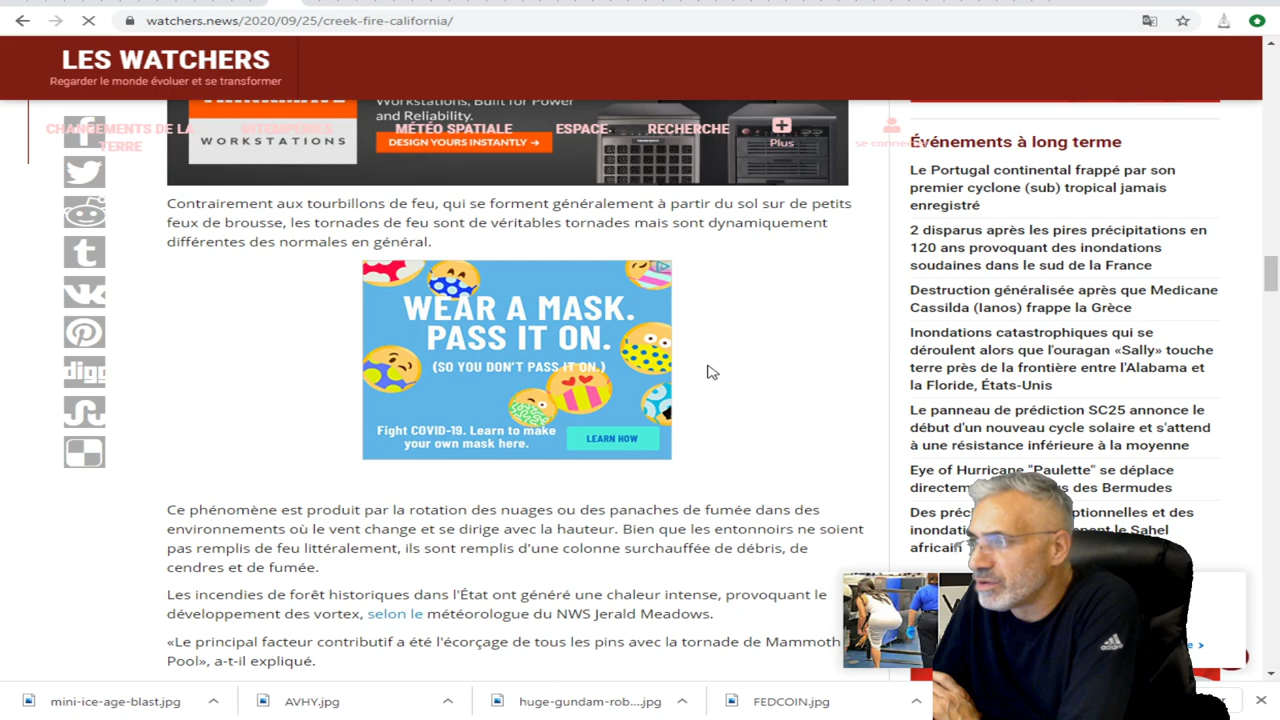 watchers.news/2020/09/25/creek-fire-california/
LES WATCHERS
Regarder le monde évoluer et se transformer
CHANGEMENTS DE LA TERRE
INTEMPÉRIES
MÉTÉO SPATIALE
ESPACE
RECHERCHE
Plus
se
WORKSTATIONS
Workstations, Built for Power
and Reliability.
DESIGN YOURS INSTANTLY →
Contrairement aux tourbillons de feu, qui se forment généralement à partir du sol sur de petits
feux de brousse, les tornades de feu sont de véritables tornades mais sont dynamiquement
différentes des normales en général.
WEAR A MASK.
PASS IT ON.
(SO YOU DON'T PASS IT ON.)
Fight COVID-19. Learn to make
your own mask here.
LEARN HOW
Ce phénomène est produit par la rotation des nuages ou des panaches de fumée dans des
environnements où le vent change et se dirige avec la hauteur. Bien que les entonnoirs ne soient
pas remplis de feu littéralement, ils sont remplis d'une colonne surchauffée de débris, de
cendres et de fumée.
Les incendies de forêt historiques dans l'État ont généré une chaleur intense, provoquant le
développement des vortex, selon le météorologue du NWS Jerald Meadows.
«Le principal facteur contributif a été l'écorçage de tous les pins avec la tornade de Mammoth
Pool», a-t-il expliqué.
digg
Événements à long terme
Le Portugal continental frappé par son
premier cyclone (sub) tropical jamais
enregistré
2 disparus après les pires précipitations en
120 ans provoquant des inondations
soudaines dans le sud de la France
Destruction généralisée après que Medicane
Cassilda (Ianos) frappe la Grèce
Inondations catastrophiques qui se
déroulent alors que l'ouragan «Sally» touche
terre près de la frontière entre l'Alabama et
la Floride, États-Unis
Le panneau de prédiction SC25 annonce le
début d'un nouveau cycle solaire et s'attend
à une résistance inférieure à la moyenne
Eye of Hurricane "Paulette" se déplace
des Bermudes
et des
Sahel
africain
adidas
mini-ice-age-blast.jpg
AVHY.jpg
huge-gundam-rob....jpg
FEDCOIN.jpg